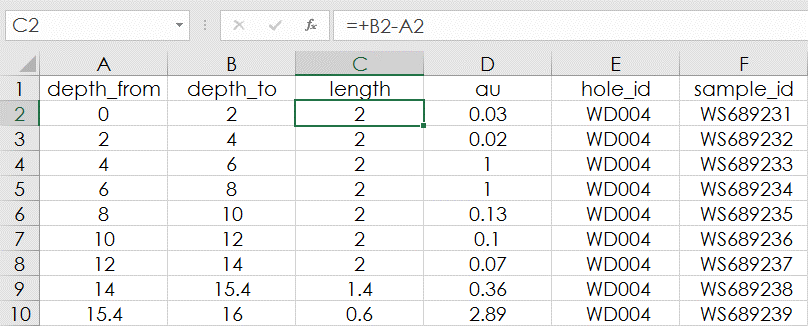 C2 fx =+B2-A2
A B C D E F
1 depth_from depth_to length au hole_id sample_id
2 0 2 2 0.03 WD004 WS689231
3 2 4 2 0.02 WD004 WS689232
4 4 6 2 1 WD004 WS689233
5 6 8 2 1 WD004 WS689234
6 8 10 2 0.13 WD004 WS689235
7 10 12 2 0.1 WD004 WS689236
8 12 14 2 0.07 WD004 WS689237
9 14 15.4 1.4 0.36 WD004 WS689238
10 15.4 16 0.6 2.89 WD004 WS689239